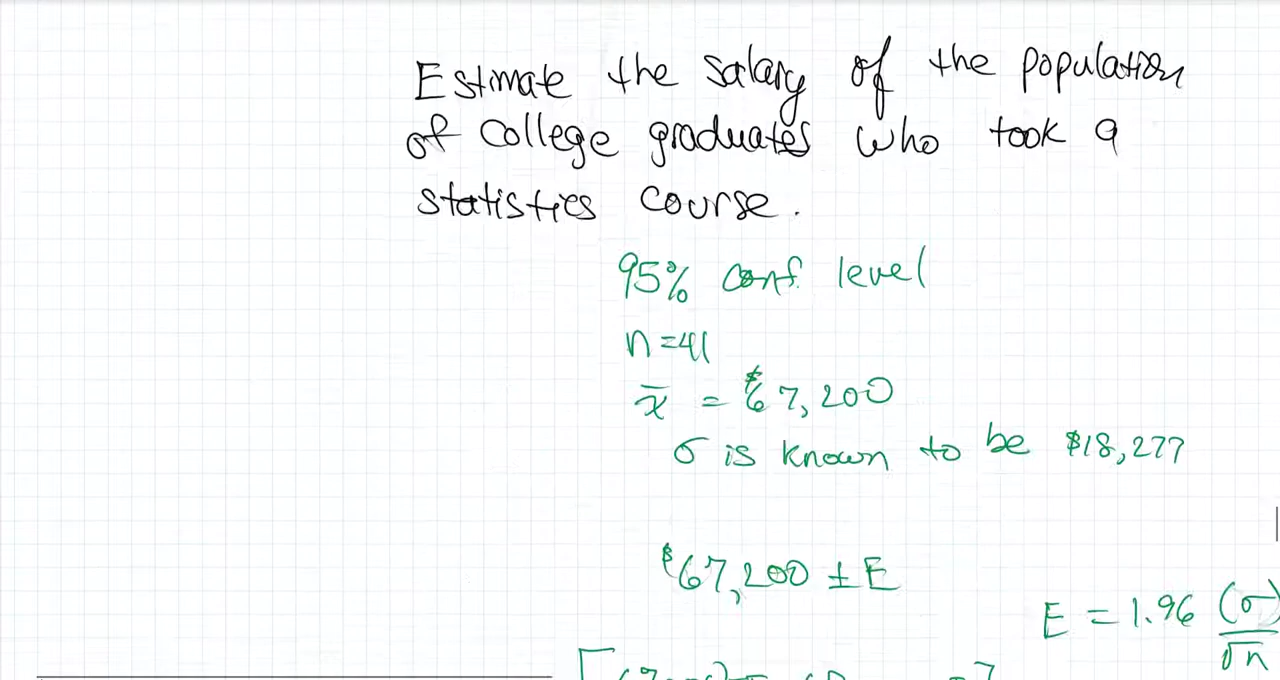 Estimate the salary of the population
of college graduates who took a
statistics course.
95% conf. level
n = 41
x̄ = $67,200
σ is known to be $18,277
$67,200 ± E
E = 1.96 (σ)/√n